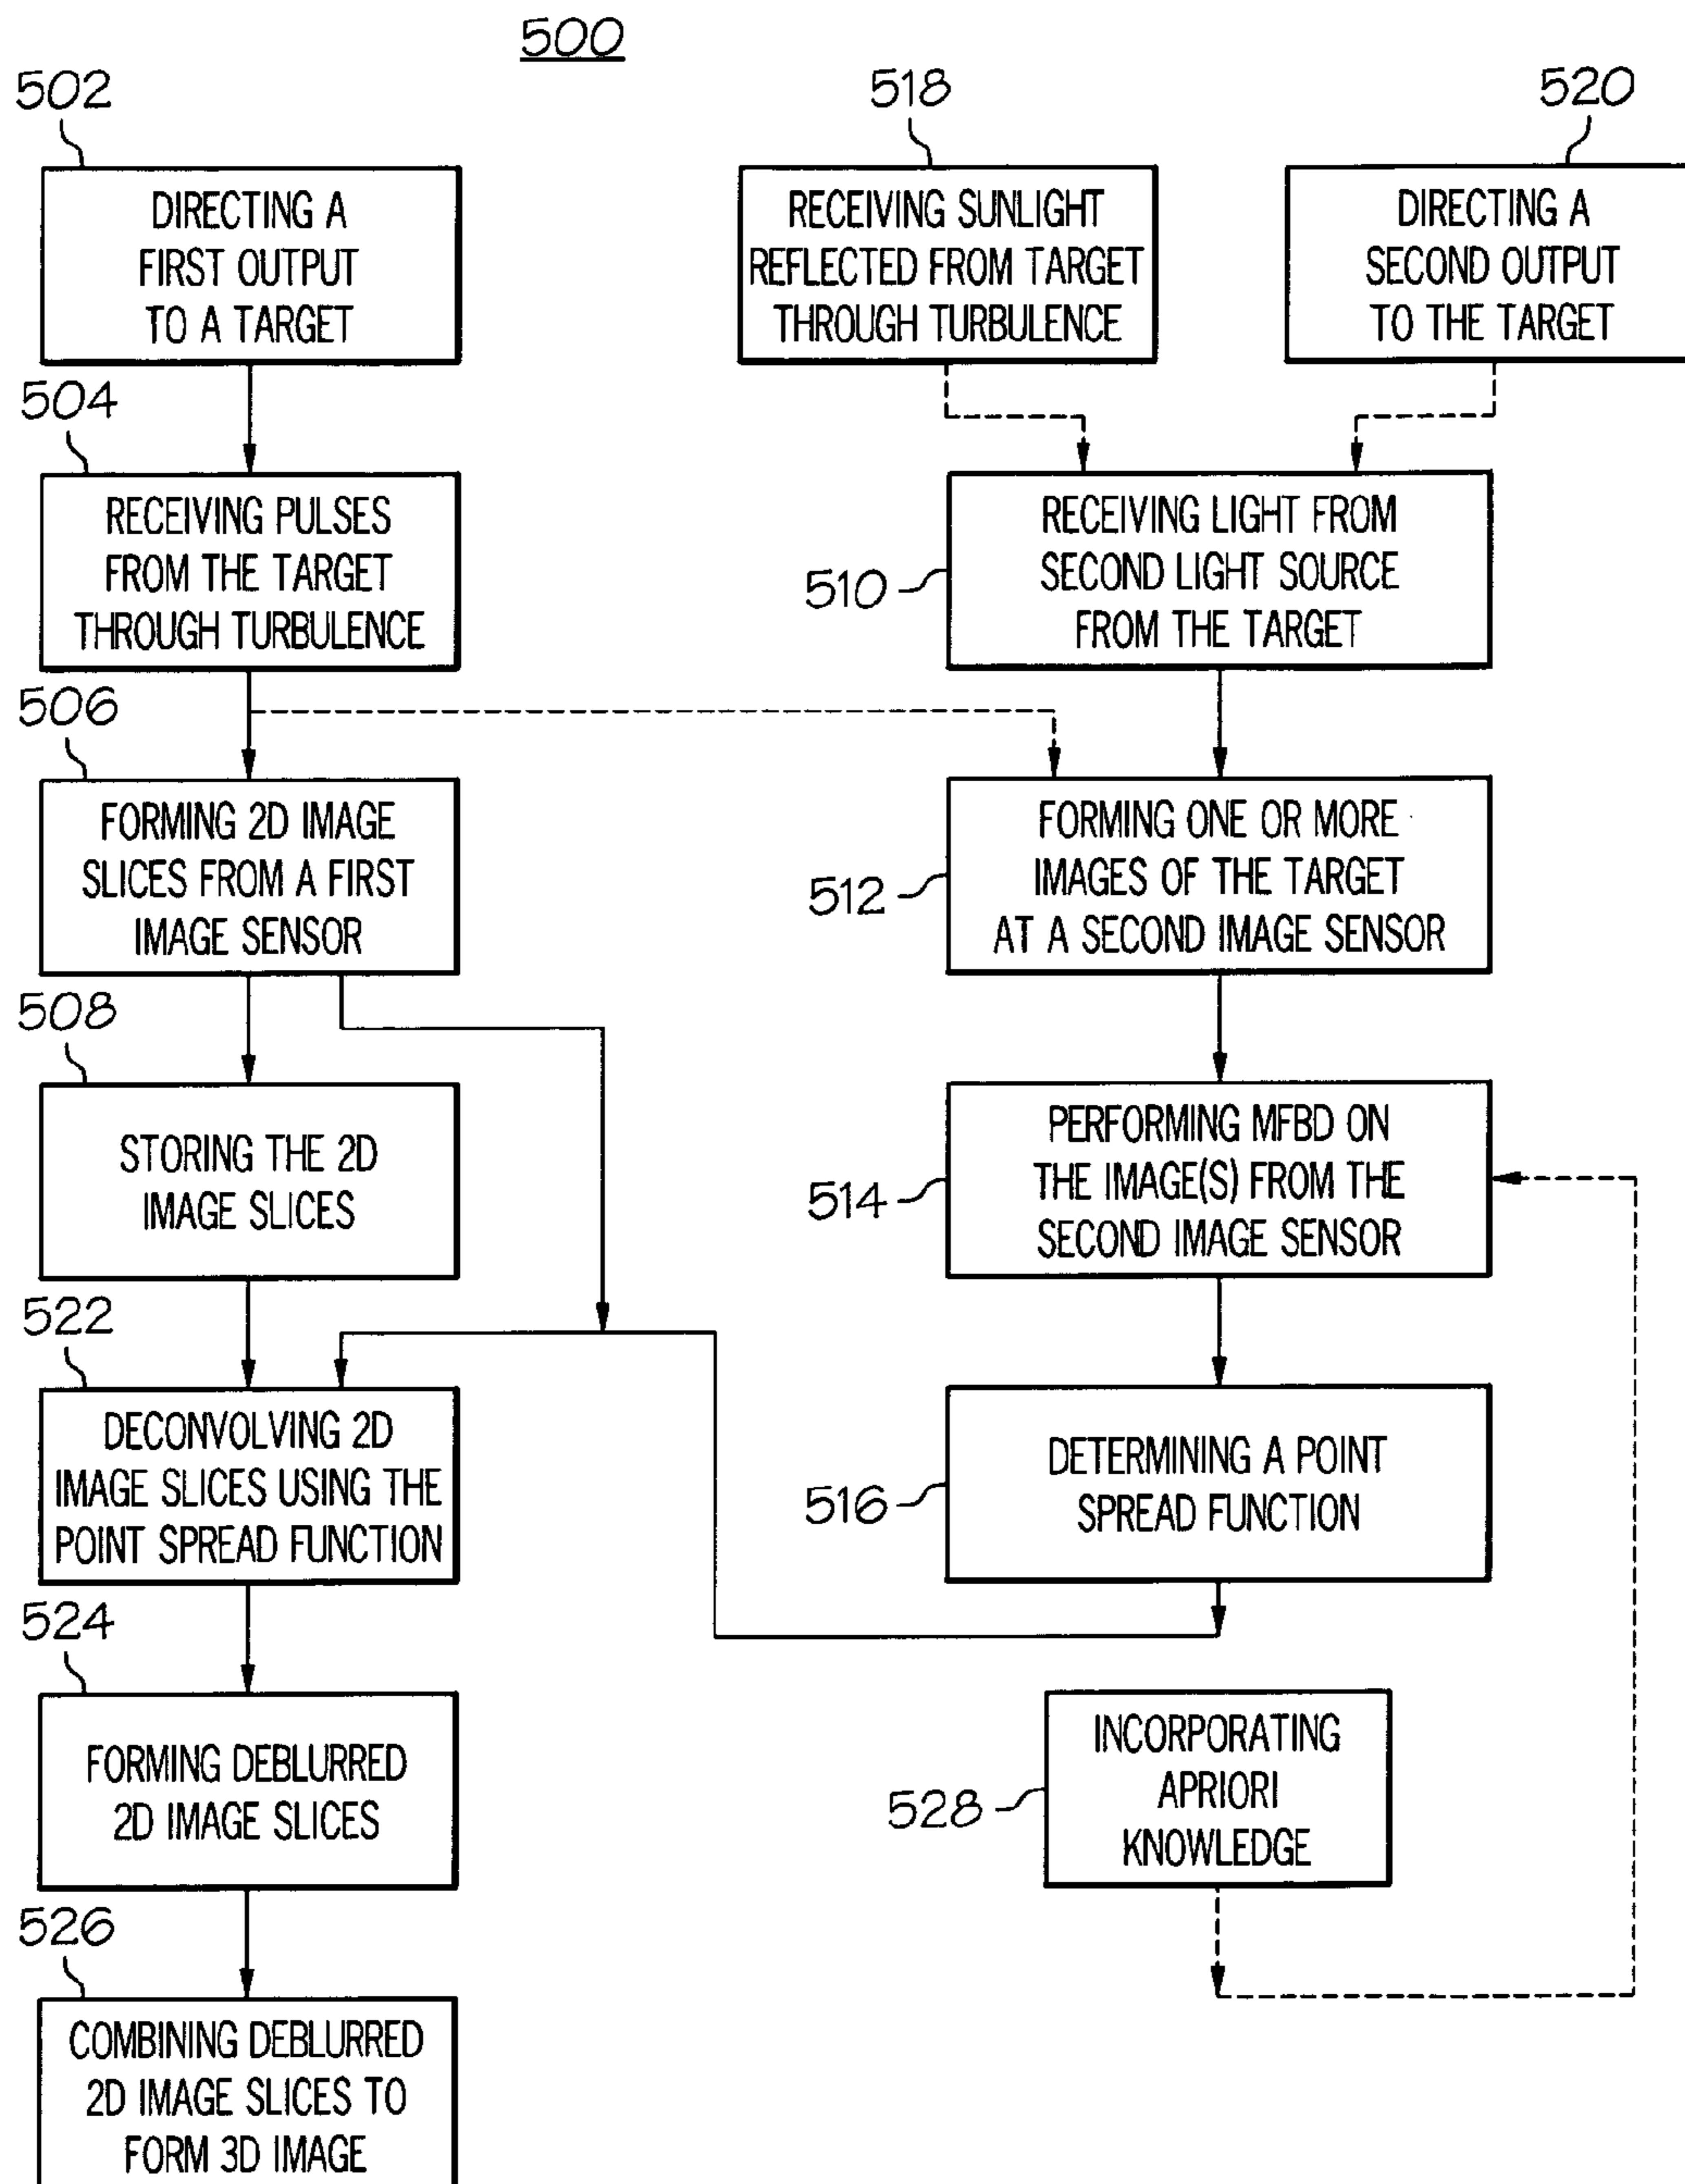 500
502
DIRECTING A
FIRST OUTPUT
TO A TARGET
518
RECEIVING SUNLIGHT
REFLECTED FROM TARGET
THROUGH TURBULENCE
520
DIRECTING A
SECOND OUTPUT
TO THE TARGET
504
RECEIVING PULSES
FROM THE TARGET
THROUGH TURBULENCE
510
RECEIVING LIGHT FROM
SECOND LIGHT SOURCE
FROM THE TARGET
506
FORMING 2D IMAGE
SLICES FROM A FIRST
IMAGE SENSOR
512
FORMING ONE OR MORE
IMAGES OF THE TARGET
AT A SECOND IMAGE SENSOR
508
STORING THE 2D
IMAGE SLICES
514
PERFORMING MFBD ON
THE IMAGE(S) FROM THE
SECOND IMAGE SENSOR
522
DECONVOLVING 2D
IMAGE SLICES USING THE
POINT SPREAD FUNCTION
516
DETERMINING A POINT
SPREAD FUNCTION
524
FORMING DEBLURRED
2D IMAGE SLICES
528
INCORPORATING
APRIORI
KNOWLEDGE
526
COMBINING DEBLURRED
2D IMAGE SLICES TO
FORM 3D IMAGE